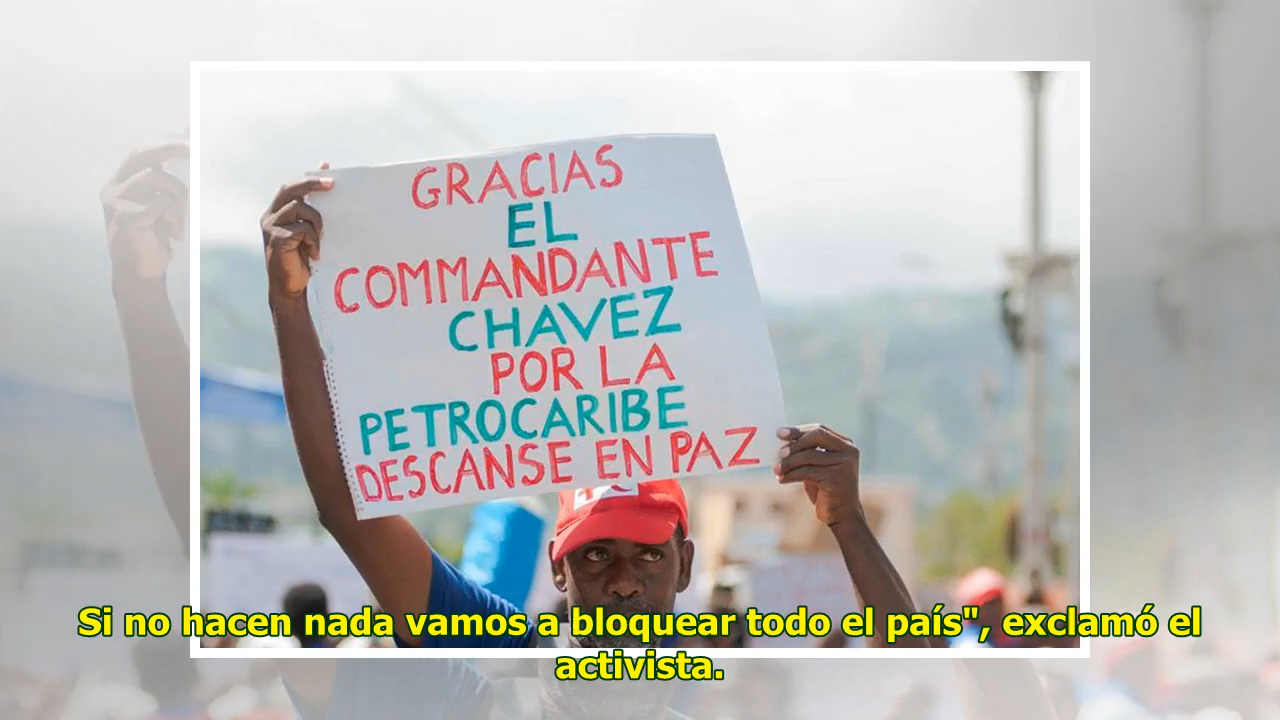 GRACIAS
EL
COMMANDANTE
CHAVEZ
POR LA
PETROCARIBE
DESCANSE EN PAZ
Si no hacen nada vamos a bloquear todo el país", exclamó el
activista.